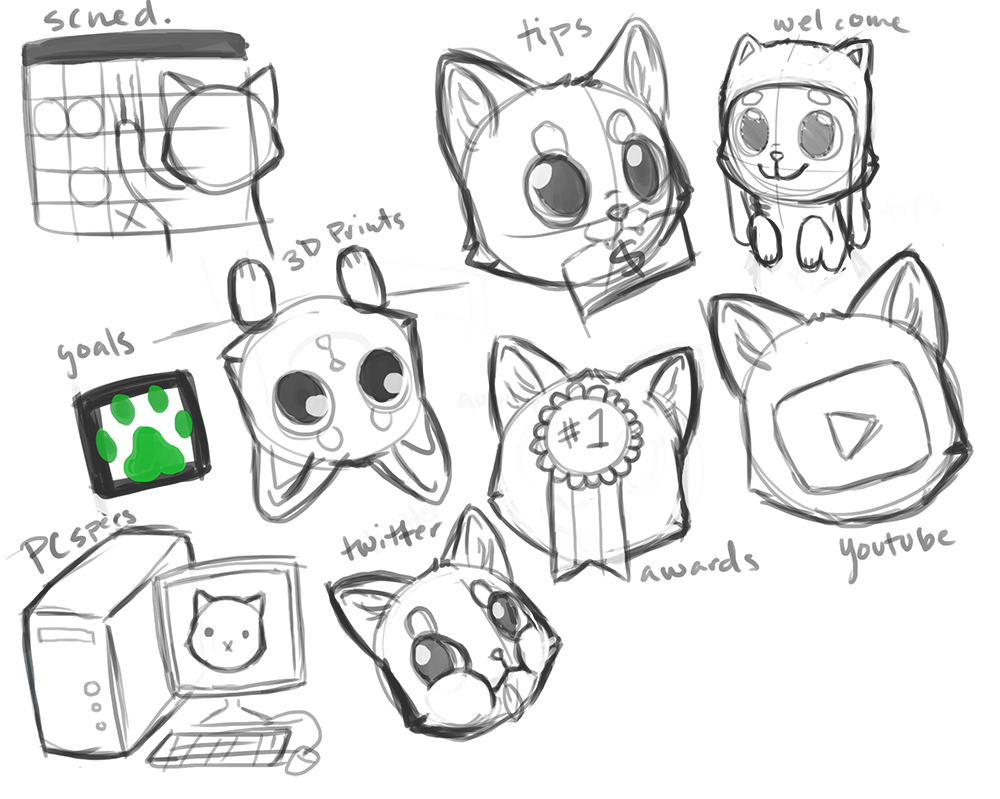 sched.
tips
welcome
3D Prints
goals
$
#1
PC specs
twitter
awards
youtube